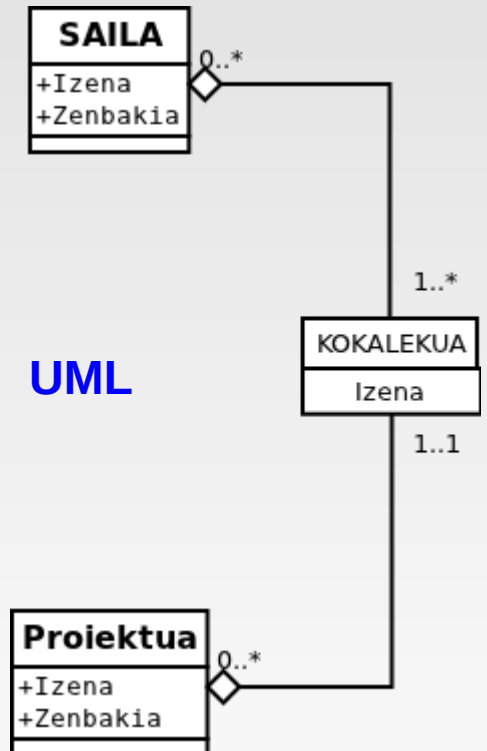 SAILA
0..*
+Izena
+Zenbakia
1..*
KOKALEKUA
Izena
UML
1..1
Proiektua
0..*
+Izena
+Zenbakia